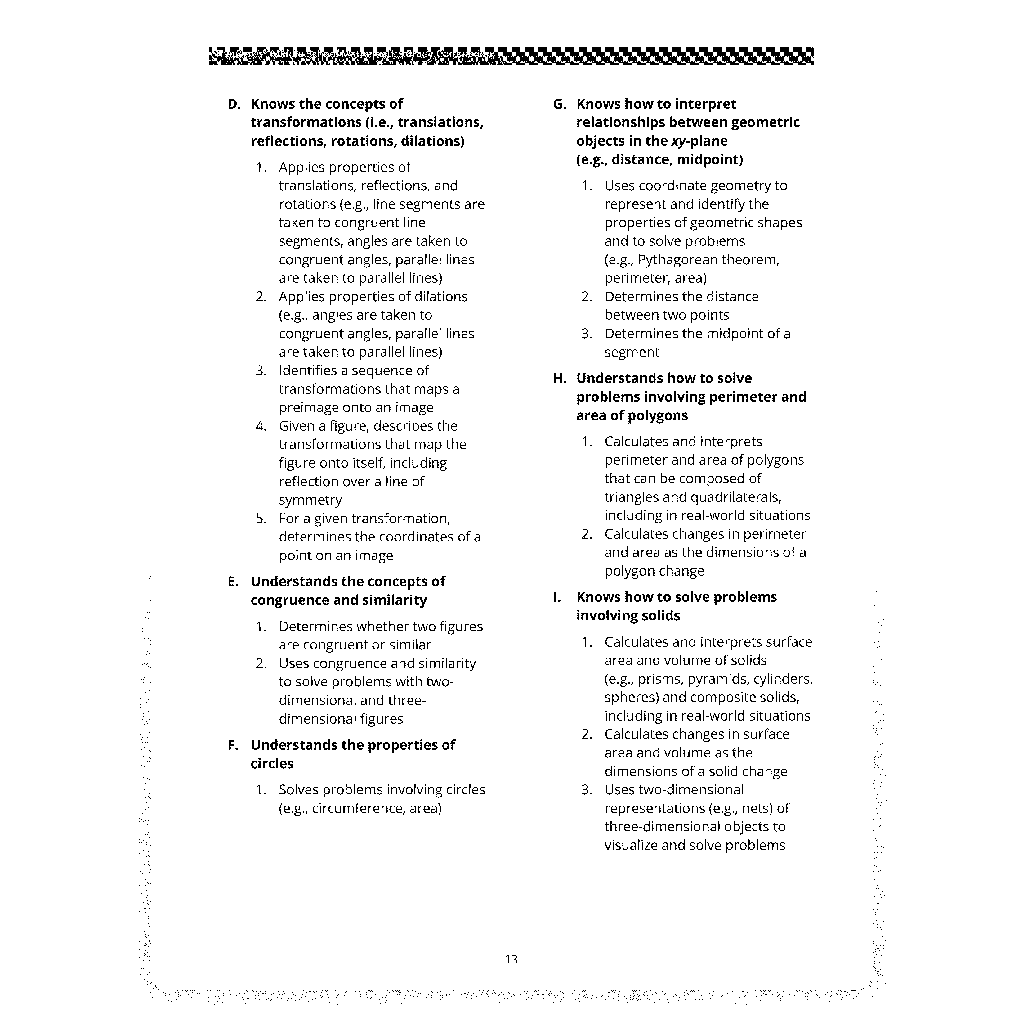 D. Knows the concepts of
transformations (i.e., translations,
reflections, rotations, dilations)
1. Applies properties of
translations, reflections, and
rotations (e.g., line segments are
taken to congruent line
segments, angles are taken to
congruent angles, parallel lines
are taken to parallel lines)
2. Applies properties of dilations
(e.g., angles are taken to
congruent angles, parallel lines
are taken to parallel lines)
3. Identifies a sequence of
transformations that maps a
preimage onto an image
4. Given a figure, describes the
transformations that map the
figure onto itself, including
reflection over a line of
symmetry
5. For a given transformation,
determines the coordinates of a
point on an image
E. Understands the concepts of
congruence and similarity
1. Determines whether two figures
are congruent or similar
2. Uses congruence and similarity
to solve problems with two-
dimensional and three-
dimensional figures
F. Understands the properties of
circles
1. Solves problems involving circles
(e.g., circumference, area)
G. Knows how to interpret
relationships between geometric
objects in the xy-plane
(e.g., distance, midpoint)
1. Uses coordinate geometry to
represent and identify the
properties of geometric shapes
and to solve problems
(e.g., Pythagorean theorem,
perimeter, area)
2. Determines the distance
between two points
3. Determines the midpoint of a
segment
H. Understands how to solve
problems involving perimeter and
area of polygons
1. Calculates and interprets
perimeter and area of polygons
that can be composed of
triangles and quadrilaterals,
including in real-world situations
2. Calculates changes in perimeter
and area as the dimensions of a
polygon change
I. Knows how to solve problems
involving solids
1. Calculates and interprets surface
area and volume of solids
(e.g., prisms, pyramids, cylinders,
spheres) and composite solids,
including in real-world situations
2. Calculates changes in surface
area and volume as the
dimensions of a solid change
3. Uses two-dimensional
representations (e.g., nets) of
three-dimensional objects to
visualize and solve problems
13